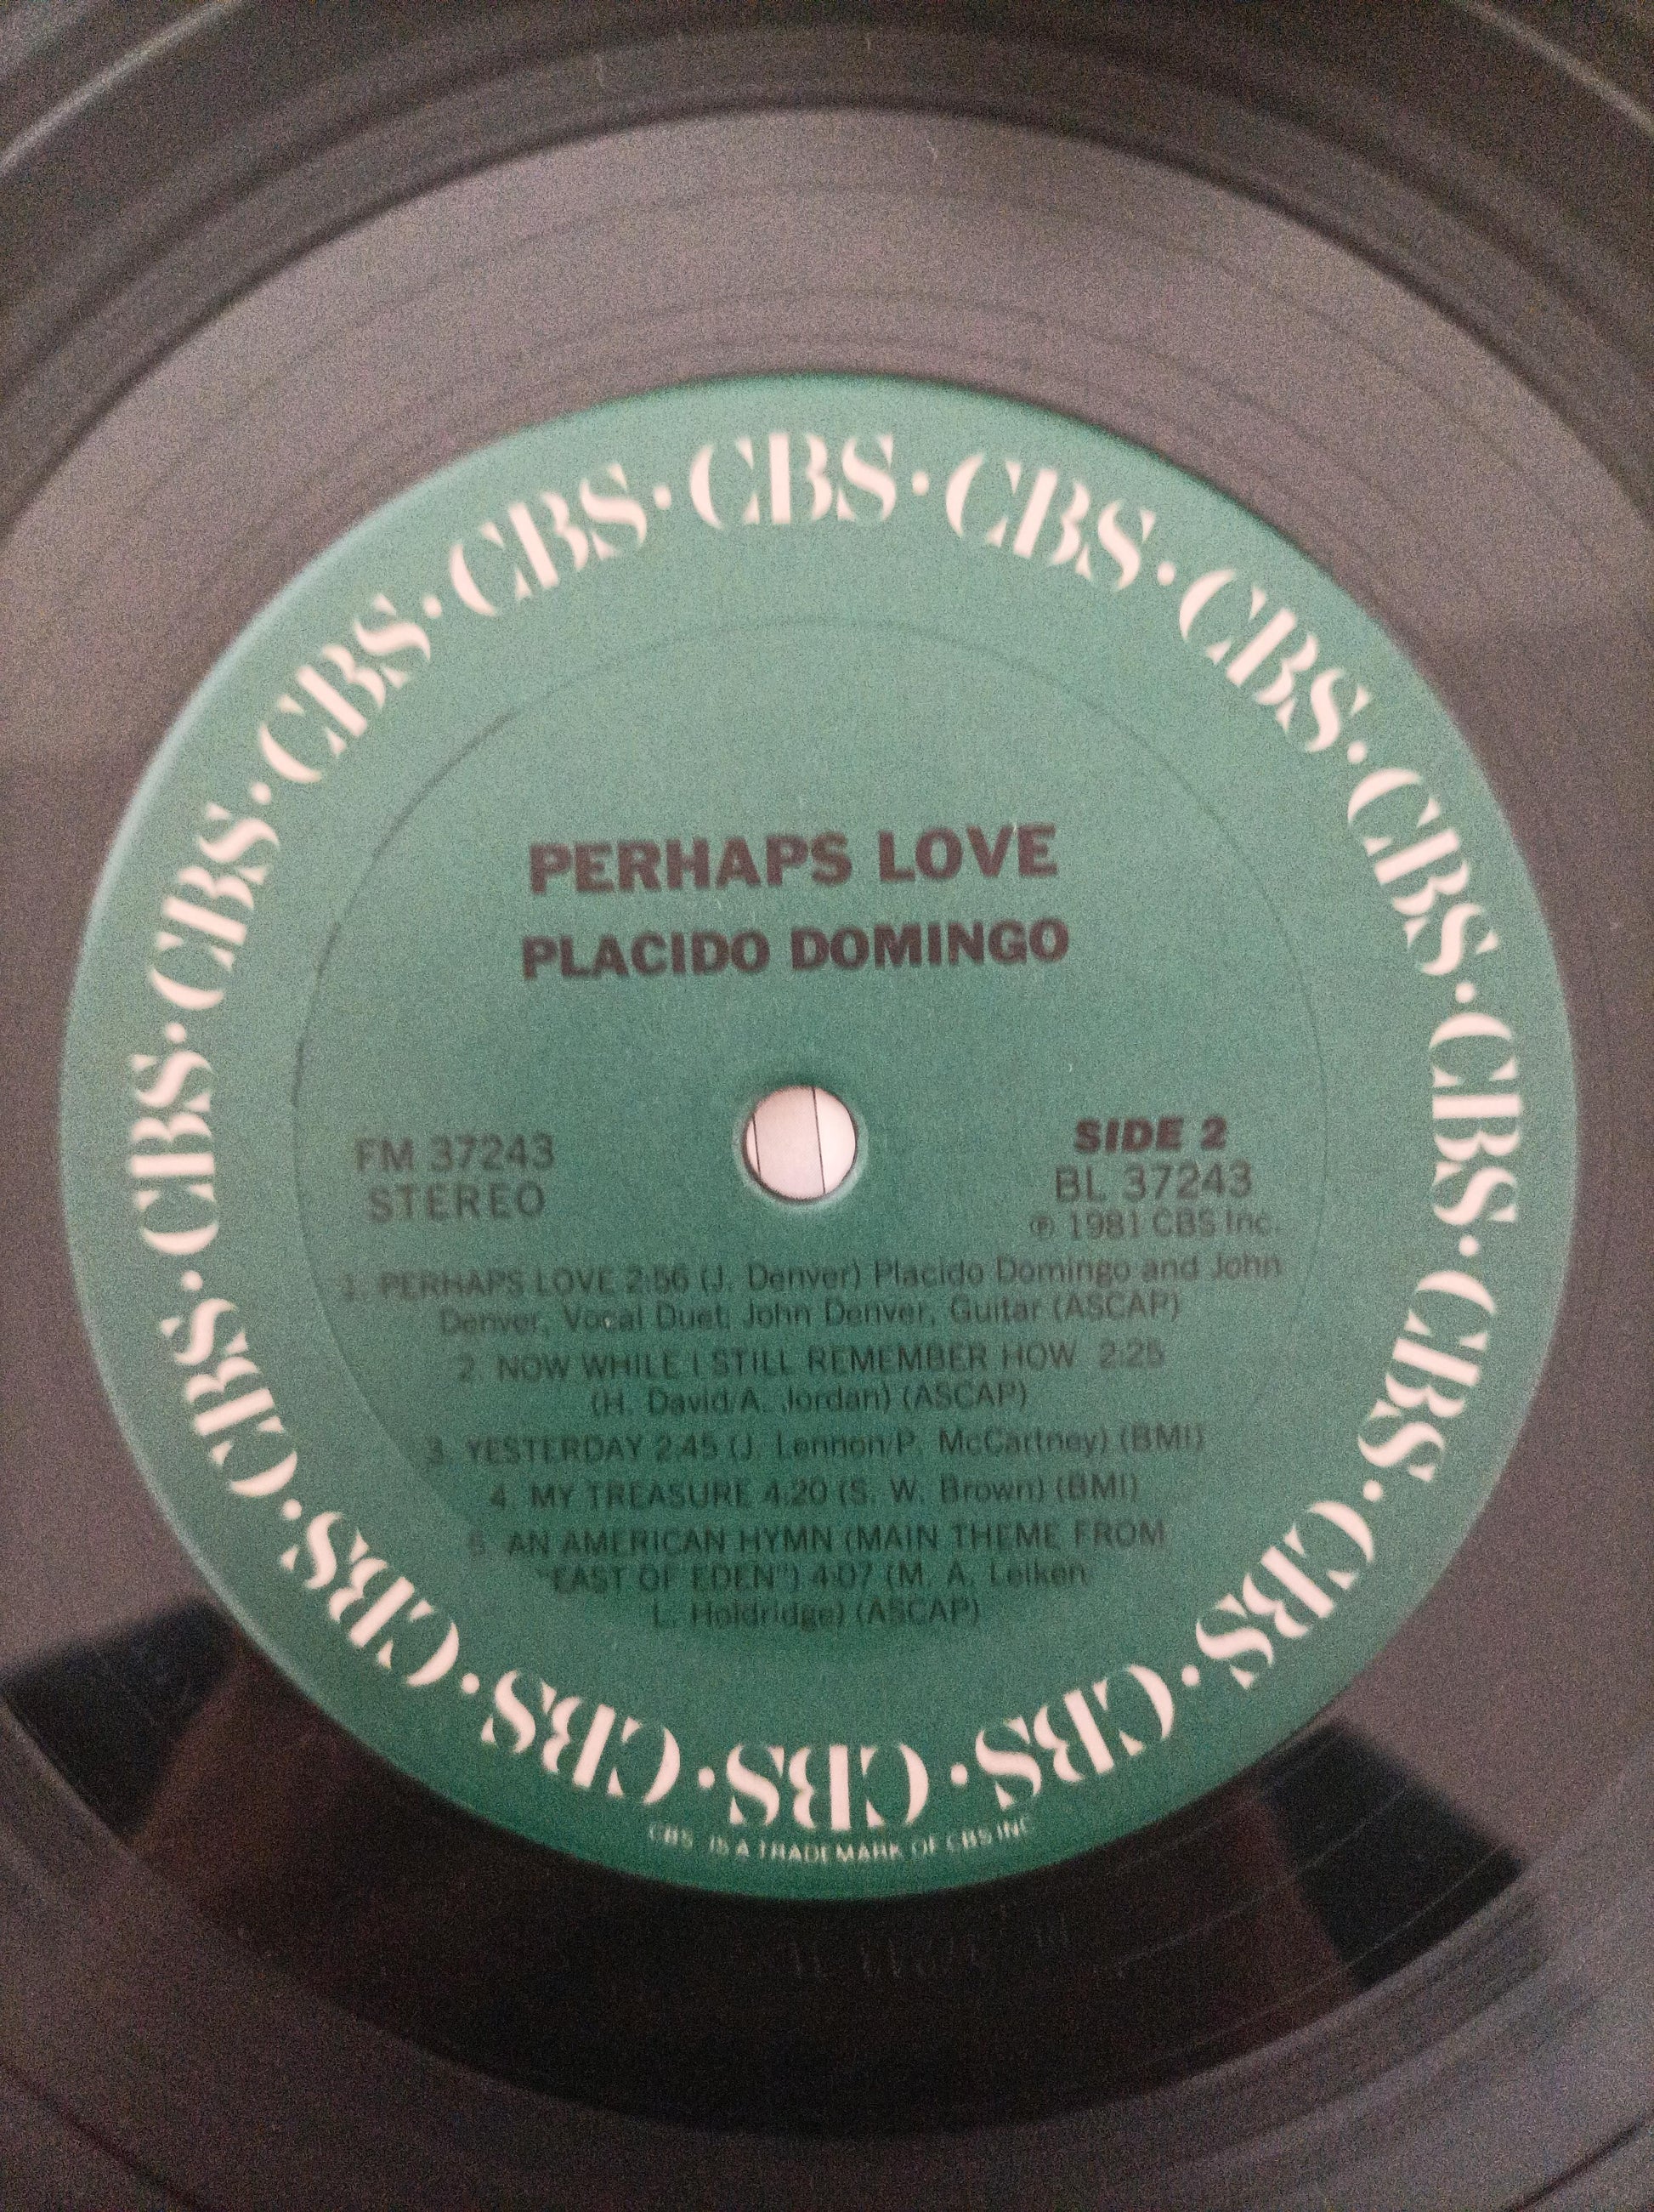 CBS · CBS · CBS · CBS · CBS · CBS · CBS · CBS · CBS · CBS · CBS · CBS · CBS · CBS · CBS · CBS ·
PERHAPS LOVE
PLACIDO DOMINGO
FM 37243
STEREO
SIDE 2
BL 37243
℗ 1981 CBS Inc.
1. PERHAPS LOVE 2:56 (J. Denver) Placido Domingo and John
Denver, Vocal Duet; John Denver, Guitar (ASCAP)
2. NOW WHILE I STILL REMEMBER HOW 2:25
(H. David/A. Jordan) (ASCAP)
3. YESTERDAY 2:45 (J. Lennon/P. McCartney) (BMI)
4. MY TREASURE 4:20 (S. W. Brown) (BMI)
5. AN AMERICAN HYMN (MAIN THEME FROM
"EAST OF EDEN") 4:07 (M. A. Leiken
L. Holdridge) (ASCAP)
CBS IS A TRADEMARK OF CBS INC.